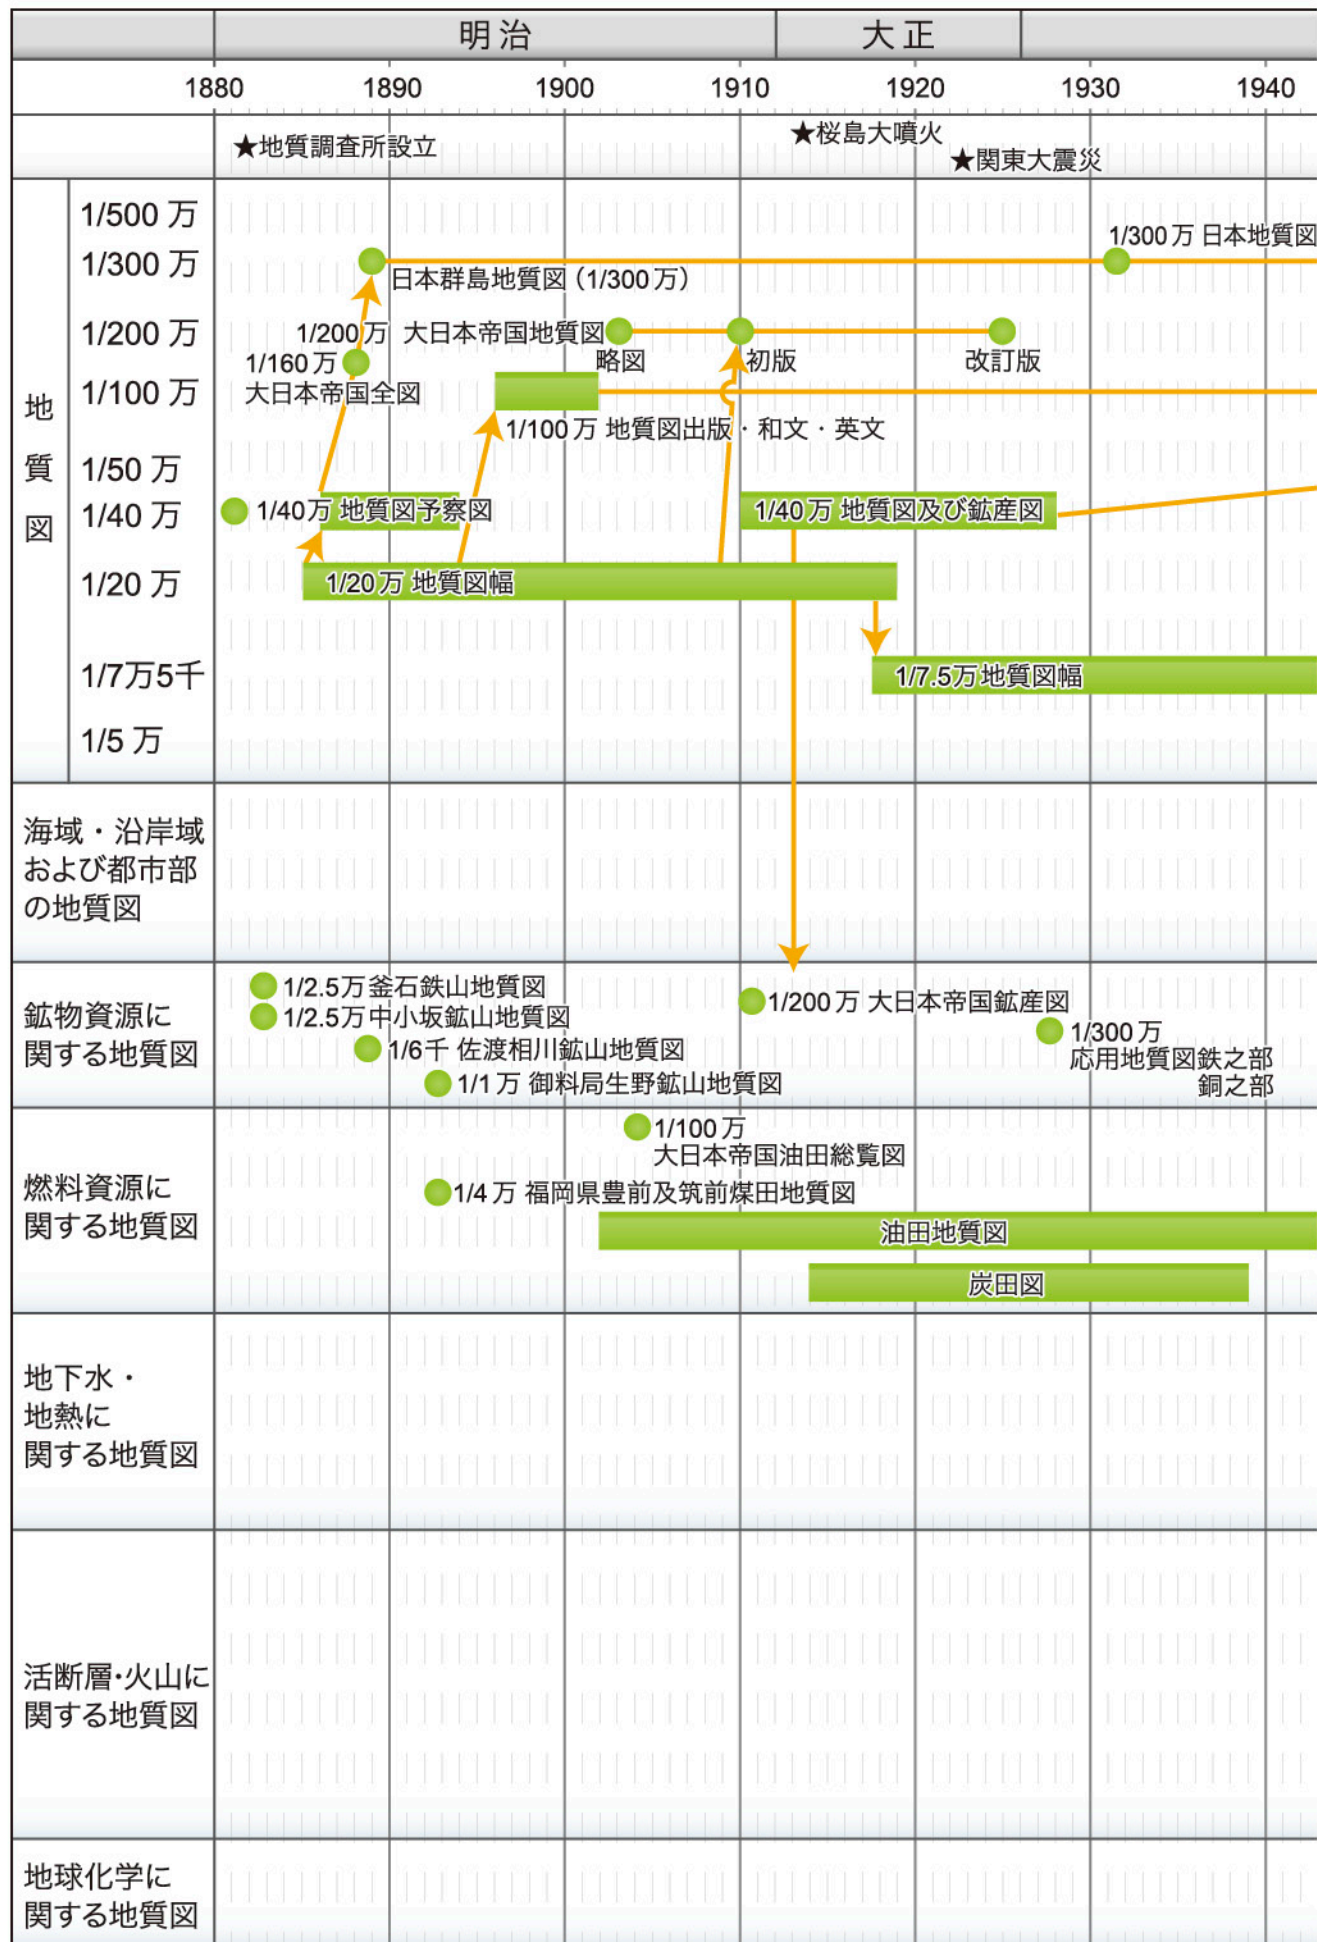 明治
大正
1880
1890
1900
1910
1920
1930
1940
★地質調査所設立
★桜島大噴火
★関東大震災
地質図
1/500 万
1/300 万
1/200 万
1/100 万
1/50 万
1/40 万
1/20 万
1/7万5千
1/5 万
1/300 万 日本地質図
日本群島地質図（1/300 万）
1/200 万 大日本帝国地質図
略図
初版
改訂版
1/160 万
大日本帝国全図
1/100 万 地質図出版・和文・英文
1/40万 地質図予察図
1/40 万 地質図及び鉱産図
1/20 万 地質図幅
1/7.5万地質図幅
海域・沿岸域
および都市部
の地質図
鉱物資源に
関する地質図
1/2.5万 釜石鉄山地質図
1/2.5万 中小坂鉱山地質図
1/6千 佐渡相川鉱山地質図
1/1 万 御料局生野鉱山地質図
1/200 万 大日本帝国鉱産図
1/300 万
応用地質図鉄之部
銅之部
燃料資源に
関する地質図
1/100 万
大日本帝国油田総覧図
1/4 万 福岡県豊前及筑前煤田地質図
油田地質図
炭田図
地下水・
地熱に
関する地質図
活断層・火山に
関する地質図
地球化学に
関する地質図